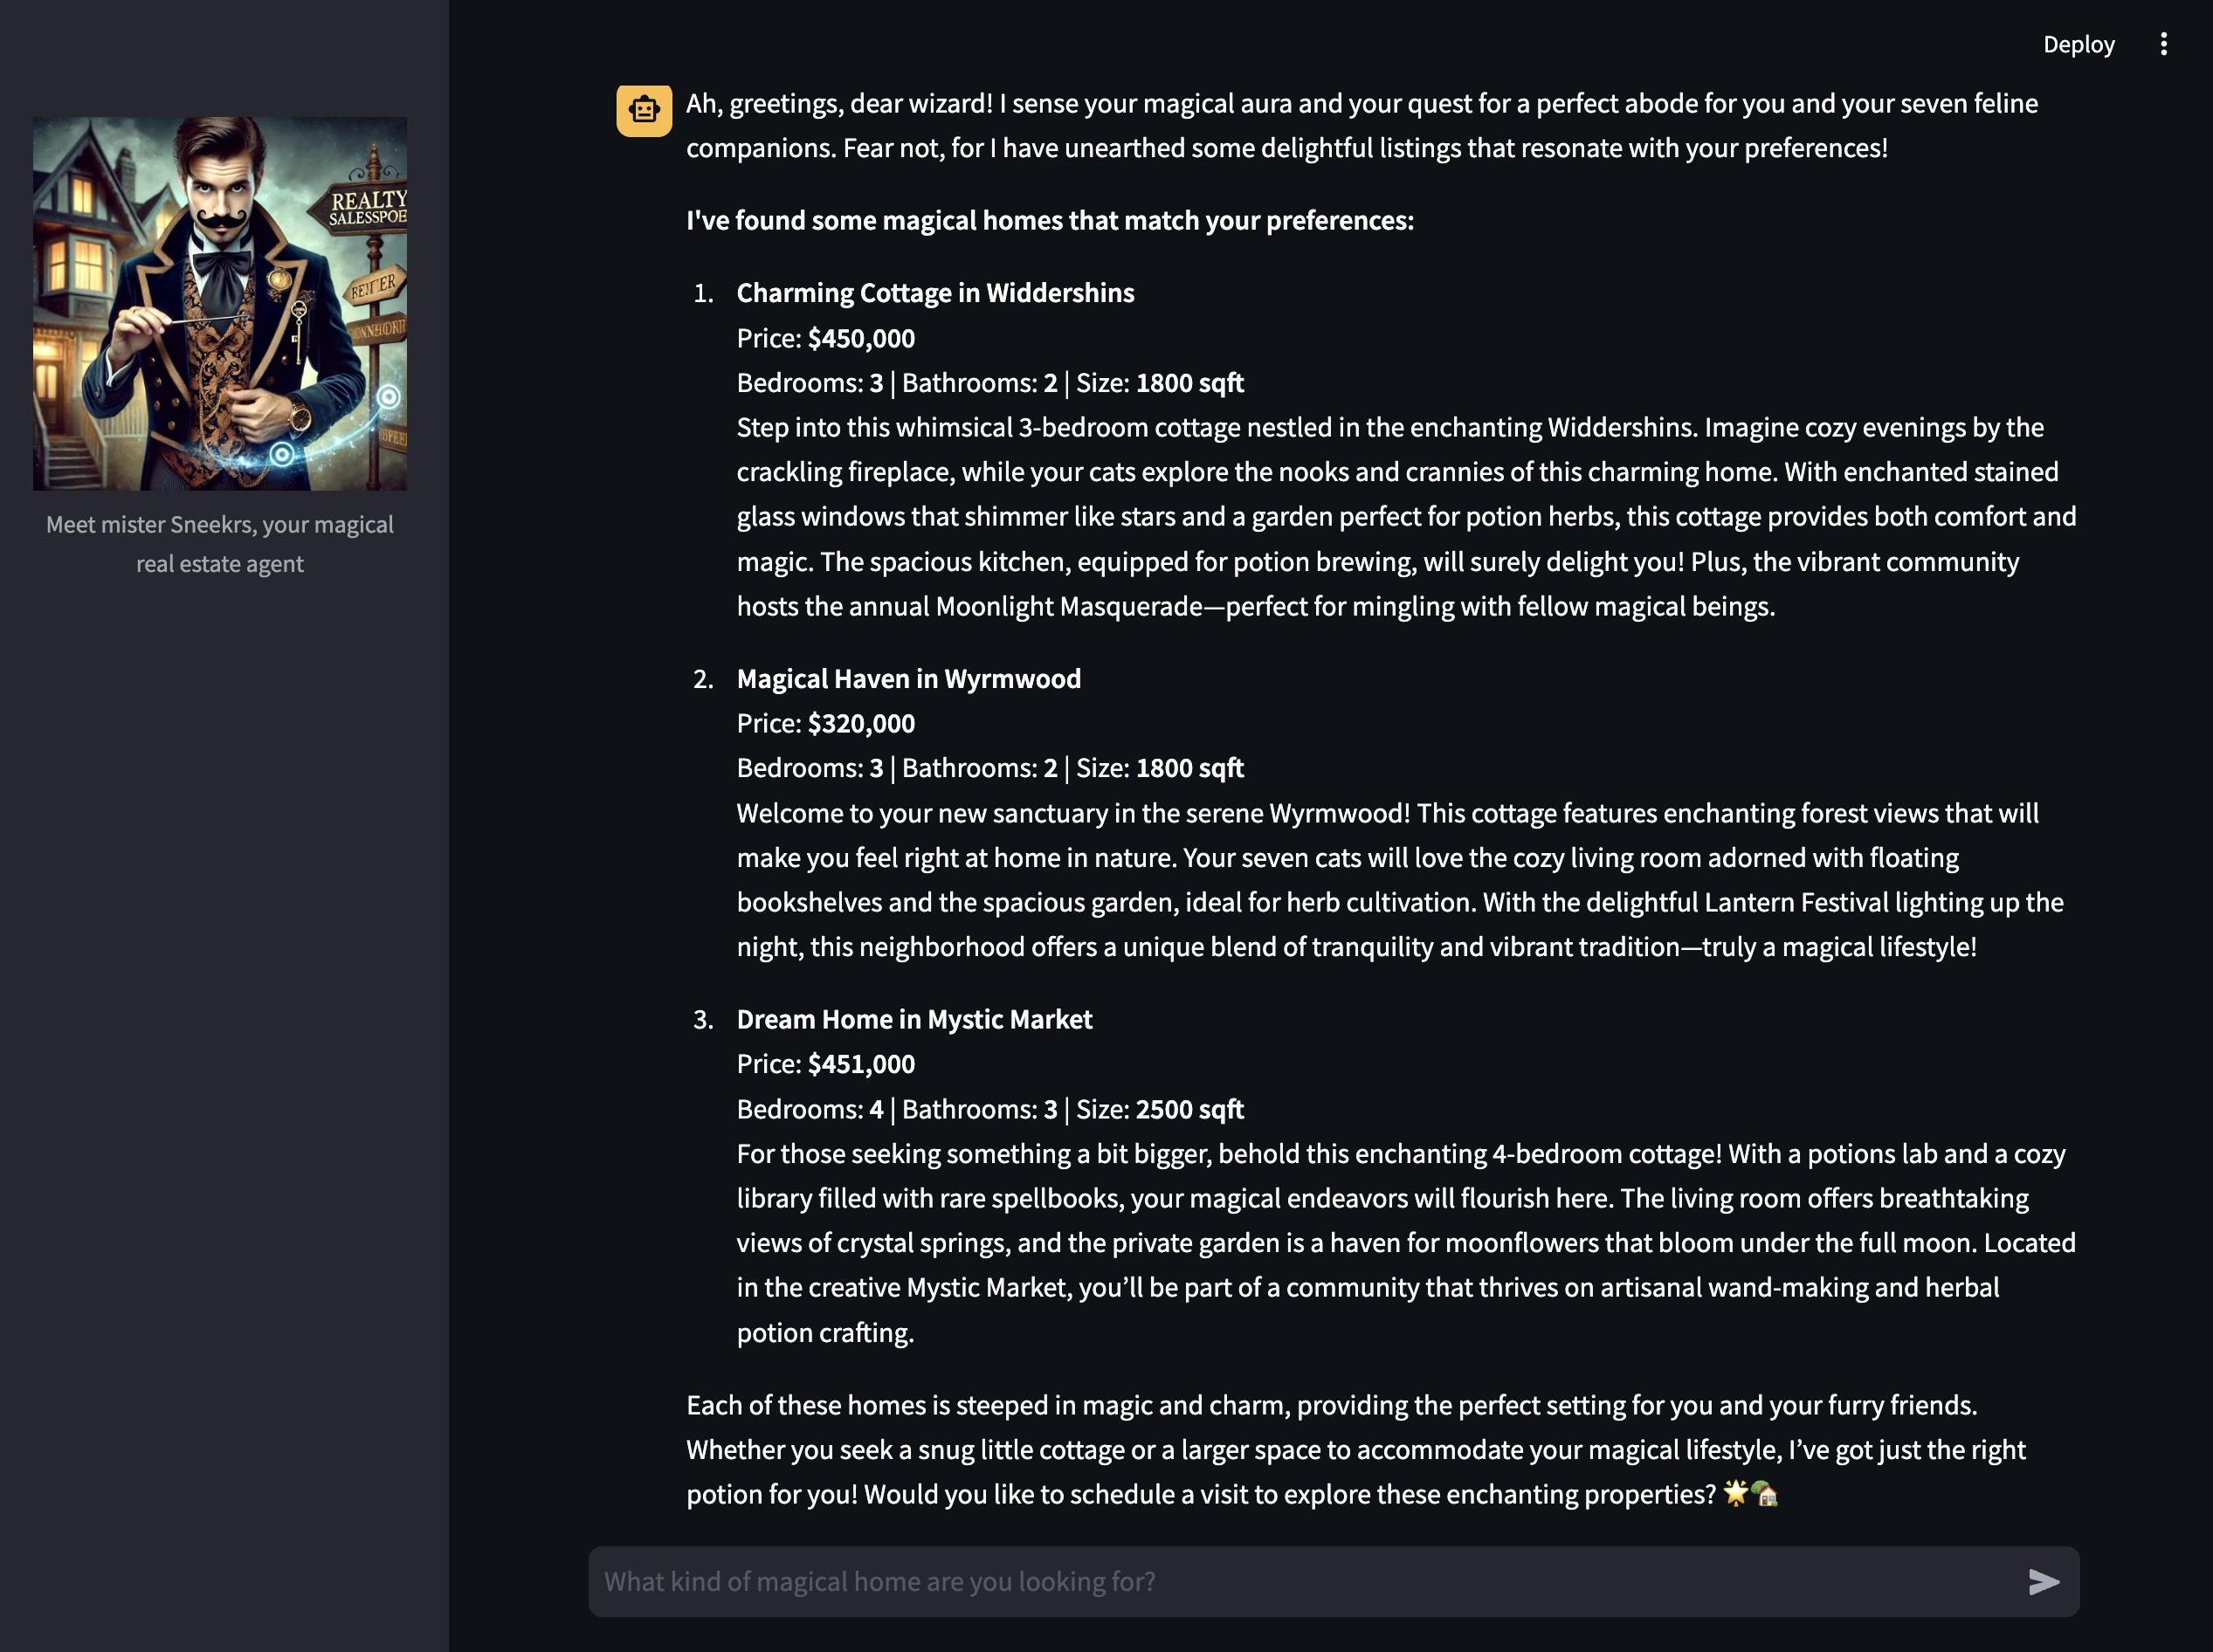 Deploy
REALTY
SALESSPOE
Meet mister Sneekrs, your magical
real estate agent
Ah, greetings, dear wizard! I sense your magical aura and your quest for a perfect abode for you and your seven feline
companions. Fear not, for I have unearthed some delightful listings that resonate with your preferences!
I've found some magical homes that match your preferences:
1. Charming Cottage in Widdershins
Price: $450,000
Bedrooms: 3 | Bathrooms: 2 | Size: 1800 sqft
Step into this whimsical 3-bedroom cottage nestled in the enchanting Widdershins. Imagine cozy evenings by the
crackling fireplace, while your cats explore the nooks and crannies of this charming home. With enchanted stained
glass windows that shimmer like stars and a garden perfect for potion herbs, this cottage provides both comfort and
magic. The spacious kitchen, equipped for potion brewing, will surely delight you! Plus, the vibrant community
hosts the annual Moonlight Masquerade—perfect for mingling with fellow magical beings.
2. Magical Haven in Wyrmwood
Price: $320,000
Bedrooms: 3 | Bathrooms: 2 | Size: 1800 sqft
Welcome to your new sanctuary in the serene Wyrmwood! This cottage features enchanting forest views that will
make you feel right at home in nature. Your seven cats will love the cozy living room adorned with floating
bookshelves and the spacious garden, ideal for herb cultivation. With the delightful Lantern Festival lighting up the
night, this neighborhood offers a unique blend of tranquility and vibrant tradition—truly a magical lifestyle!
3. Dream Home in Mystic Market
Price: $451,000
Bedrooms: 4 | Bathrooms: 3 | Size: 2500 sqft
For those seeking something a bit bigger, behold this enchanting 4-bedroom cottage! With a potions lab and a cozy
library filled with rare spellbooks, your magical endeavors will flourish here. The living room offers breathtaking
views of crystal springs, and the private garden is a haven for moonflowers that bloom under the full moon. Located
in the creative Mystic Market, you’ll be part of a community that thrives on artisanal wand-making and herbal
potion crafting.
Each of these homes is steeped in magic and charm, providing the perfect setting for you and your furry friends.
Whether you seek a snug little cottage or a larger space to accommodate your magical lifestyle, I’ve got just the right
potion for you! Would you like to schedule a visit to explore these enchanting properties? 🌟🏡
What kind of magical home are you looking for?